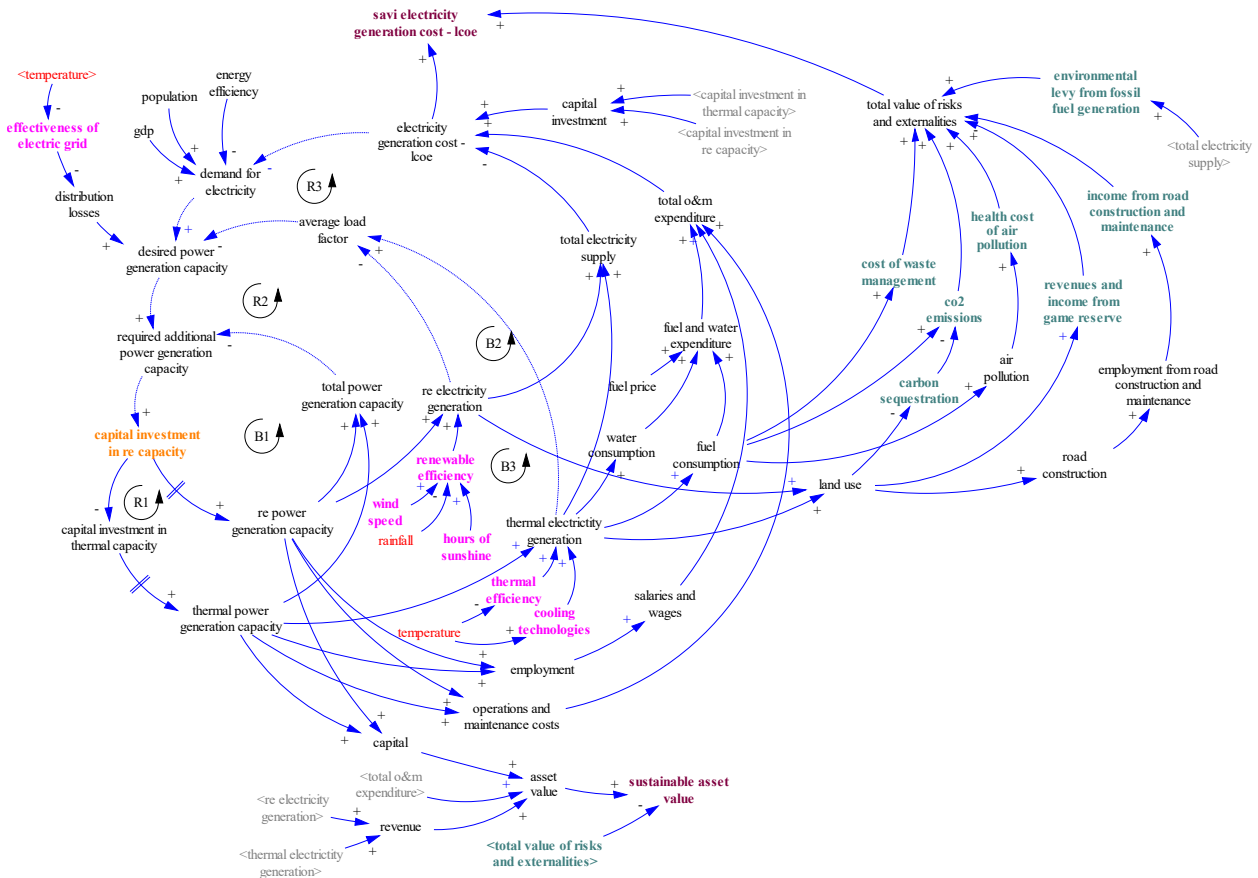 savi electricity
generation cost - lcoe
<temperature>
energy
efficiency
population
gdp
effectiveness of
electric grid
demand for
electricity
distribution
losses
desired power
generation capacity
R3
average load
factor
electricity
generation cost -
lcoe
capital
investment
<capital investment in
thermal capacity>
<capital investment in
re capacity>
total value of risks
and externalities
environmental
levy from fossil
fuel generation
<total electricity
supply>
total o&m
expenditure
total electricity
supply
health cost
of air
pollution
income from road
construction and
maintenance
cost of waste
management
co2
emissions
revenues and
income from
game reserve
R2
required additional
power generation
capacity
B2
fuel and water
expenditure
fuel price
air
pollution
carbon
sequestration
employment from road
construction and
maintenance
total power
generation capacity
re electricity
generation
capital investment
in re capacity
B1
renewable
efficiency
B3
water
consumption
fuel
consumption
road
construction
land use
R1
wind
speed
rainfall
hours of
sunshine
capital investment in
thermal capacity
re power
generation capacity
thermal electrictity
generation
thermal
efficiency
cooling
technologies
temperature
salaries and
wages
thermal power
generation capacity
employment
operations and
maintenance costs
capital
<total o&m
expenditure>
asset
value
sustainable asset
value
<re electricity
generation>
revenue
<thermal electrictity
generation>
<total value of risks
and externalities>